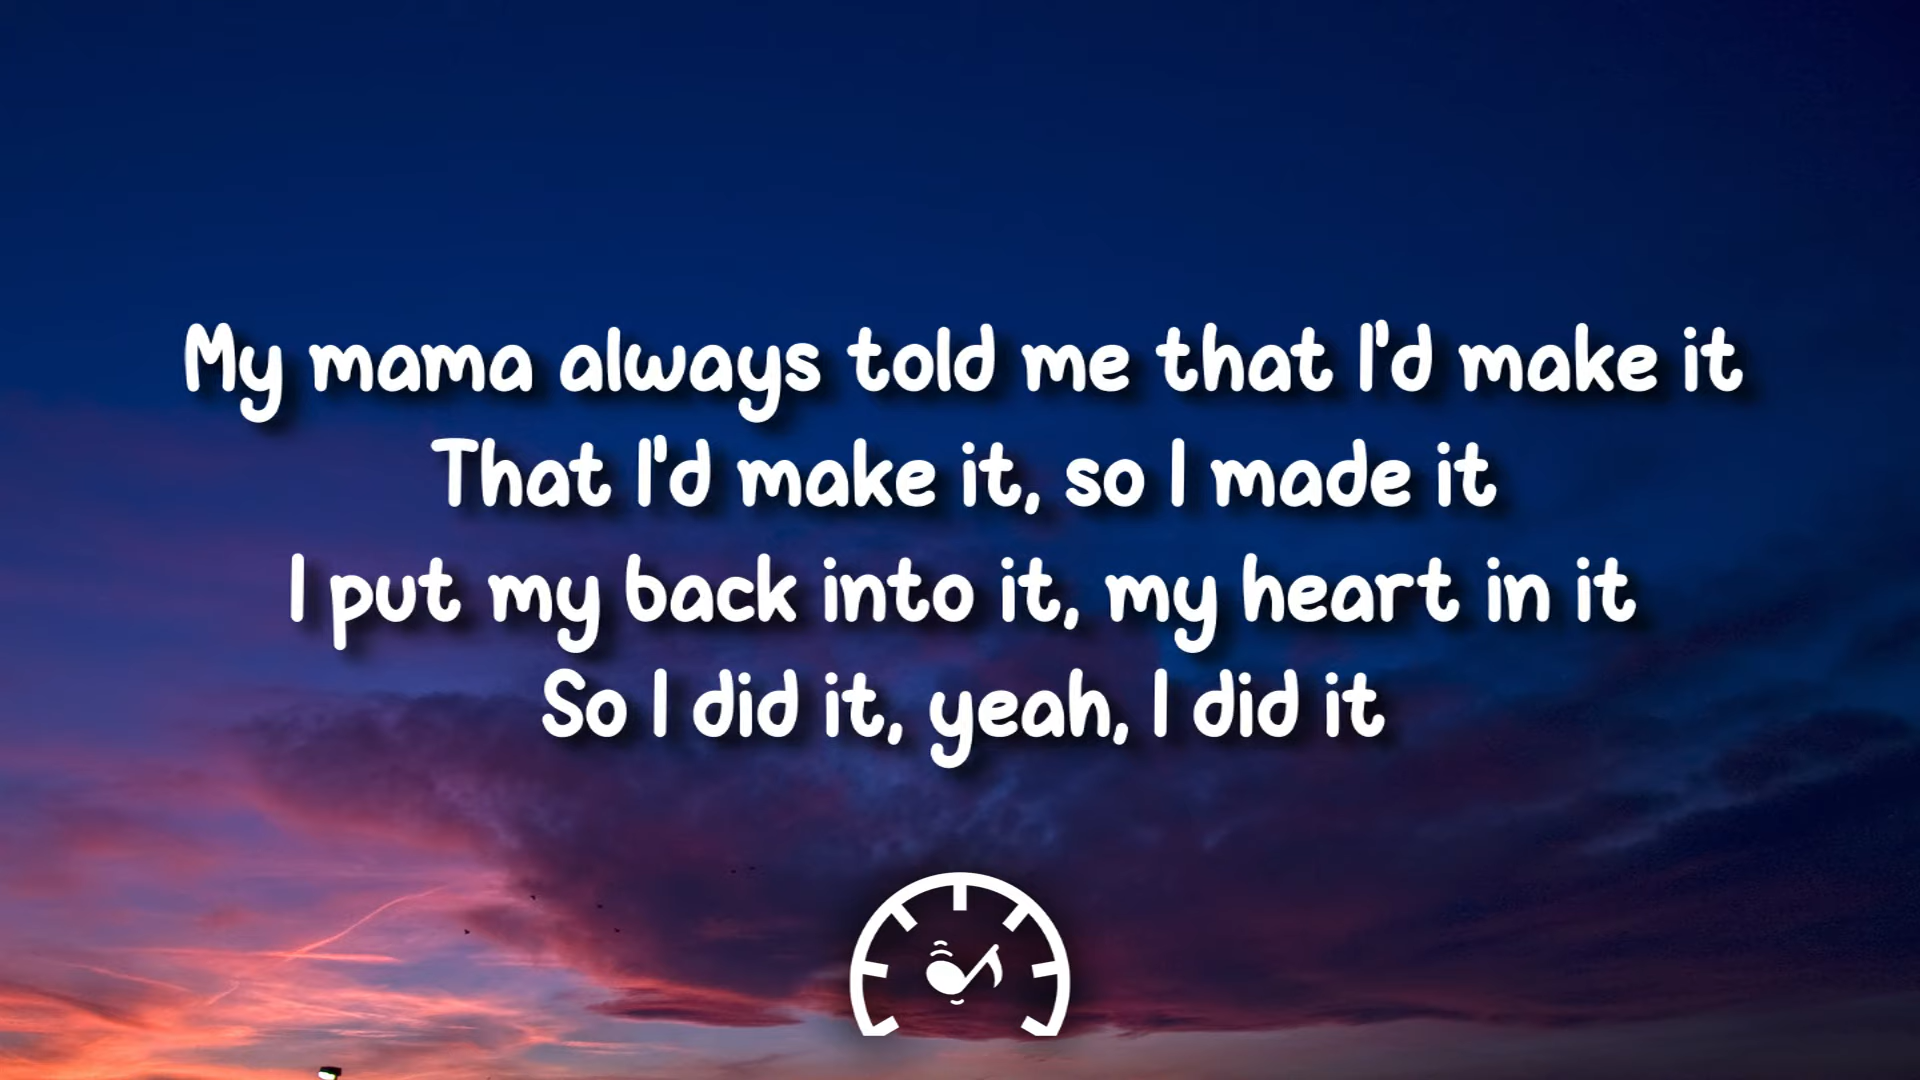 My mama always told me that I'd make it
That I'd make it, so I made it
I put my back into it, my heart in it
So I did it, yeah, I did it